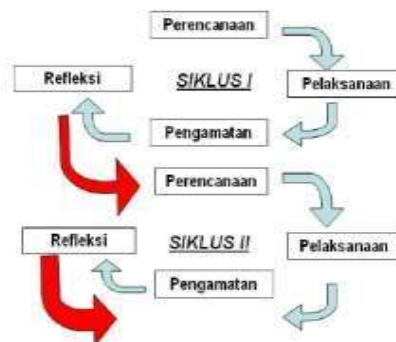 Perencanaan
Refleksi
SIKLUS I
Pelaksanaan
Pengamatan
Perencanaan
Refleksi
SIKLUS II
Pelaksanaan
Pengamatan